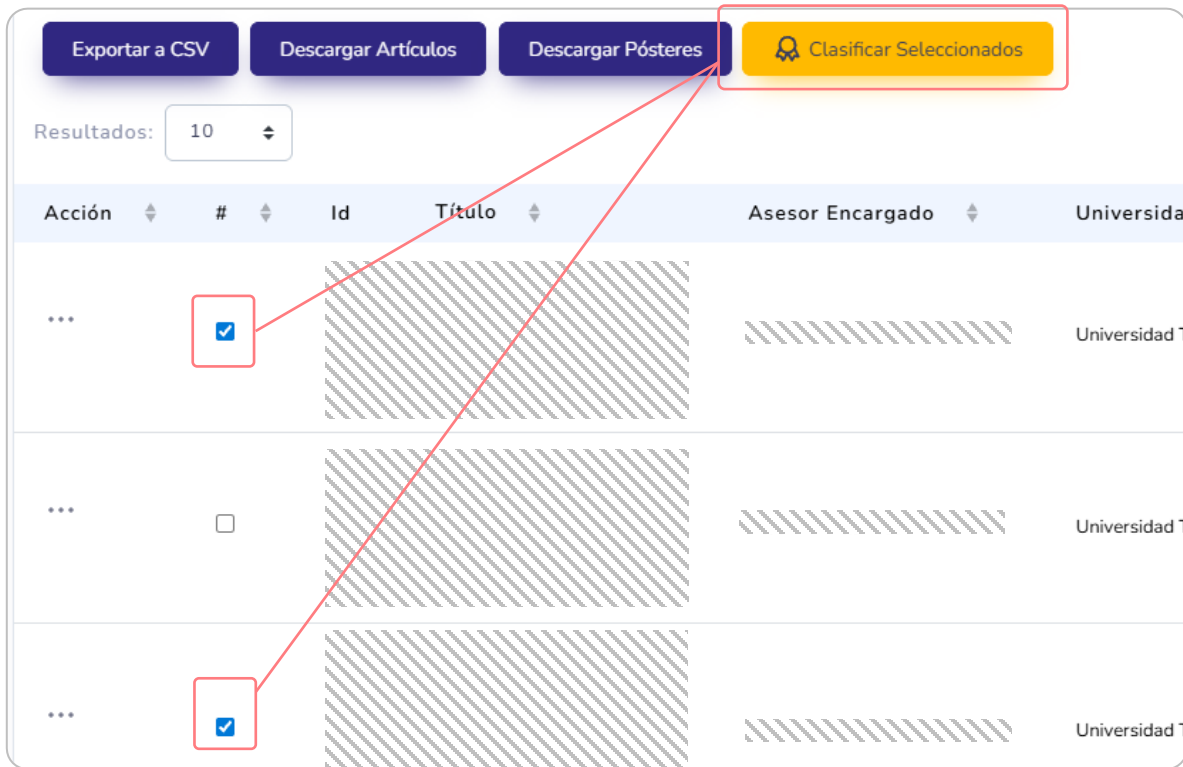 Exportar a CSV Descargar Artículos Descargar Pósteres Clasificar Seleccionados
Resultados: 10
Acción # Id Título Asesor Encargado Universida
Universidad T
Universidad T
Universidad T